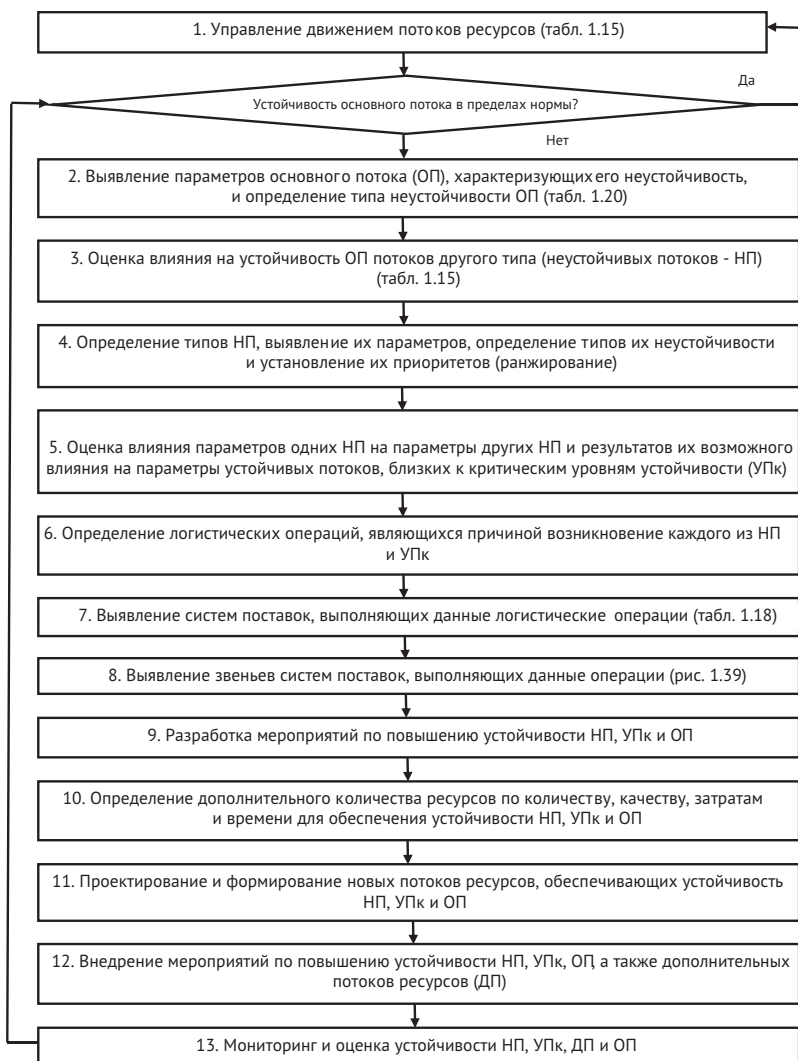 1. Управление движением потоков ресурсов (табл. 1.15)
Да
Устойчивость основного потока в пределах нормы?
Нет
2. Выявление параметров основного потока (ОП), характеризующих его неустойчивость,
и определение типа неустойчивости ОП (табл. 1.20)
3. Оценка влияния на устойчивость ОП потоков другого типа (неустойчивых потоков - НП)
(табл. 1.15)
4. Определение типов НП, выявление их параметров, определение типов их неустойчивости
и установление их приоритетов (ранжирование)
5. Оценка влияния параметров одних НП на параметры других НП и результатов их возможного
влияния на параметры устойчивых потоков, близких к критическим уровням устойчивости (УПк)
6. Определение логистических операций, являющихся причиной возникновение каждого из НП
и УПк
7. Выявление систем поставок, выполняющих данные логистические операции (табл. 1.18)
8. Выявление звеньев систем поставок, выполняющих данные операции (рис. 1.39)
9. Разработка мероприятий по повышению устойчивости НП, УПк и ОП
10. Определение дополнительного количества ресурсов по количеству, качеству, затратам
и времени для обеспечения устойчивости НП, УПк и ОП
11. Проектирование и формирование новых потоков ресурсов, обеспечивающих устойчивость
НП, УПк и ОП
12. Внедрение мероприятий по повышению устойчивости НП, УПк, ОП, а также дополнительных
потоков ресурсов (ДП)
13. Мониторинг и оценка устойчивости НП, УПк, ДП и ОП